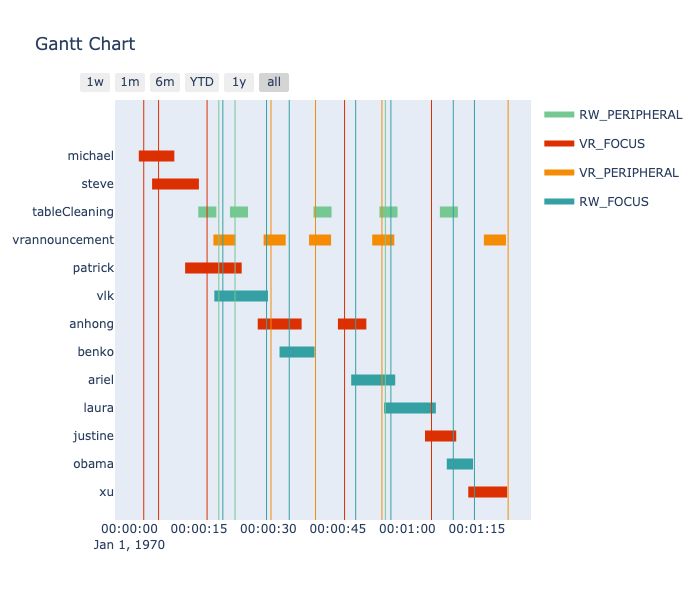 Gantt Chart
1w 1m 6m YTD 1y all
RW_PERIPHERAL
VR_FOCUS
VR_PERIPHERAL
RW_FOCUS
michael
steve
tableCleaning
vrannouncement
patrick
vlk
anhong
benko
ariel
laura
justine
obama
xu
00:00:00 00:00:15 00:00:30 00:00:45 00:01:00 00:01:15
Jan 1, 1970